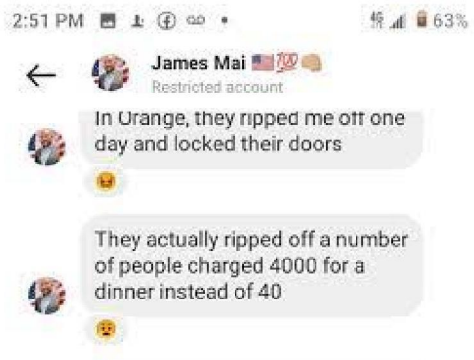 2:51 PM 63%
James Mai 🇺🇸💯👊🏼
Restricted account
In Orange, they ripped me off one
day and locked their doors
They actually ripped off a number
of people charged 4000 for a
dinner instead of 40